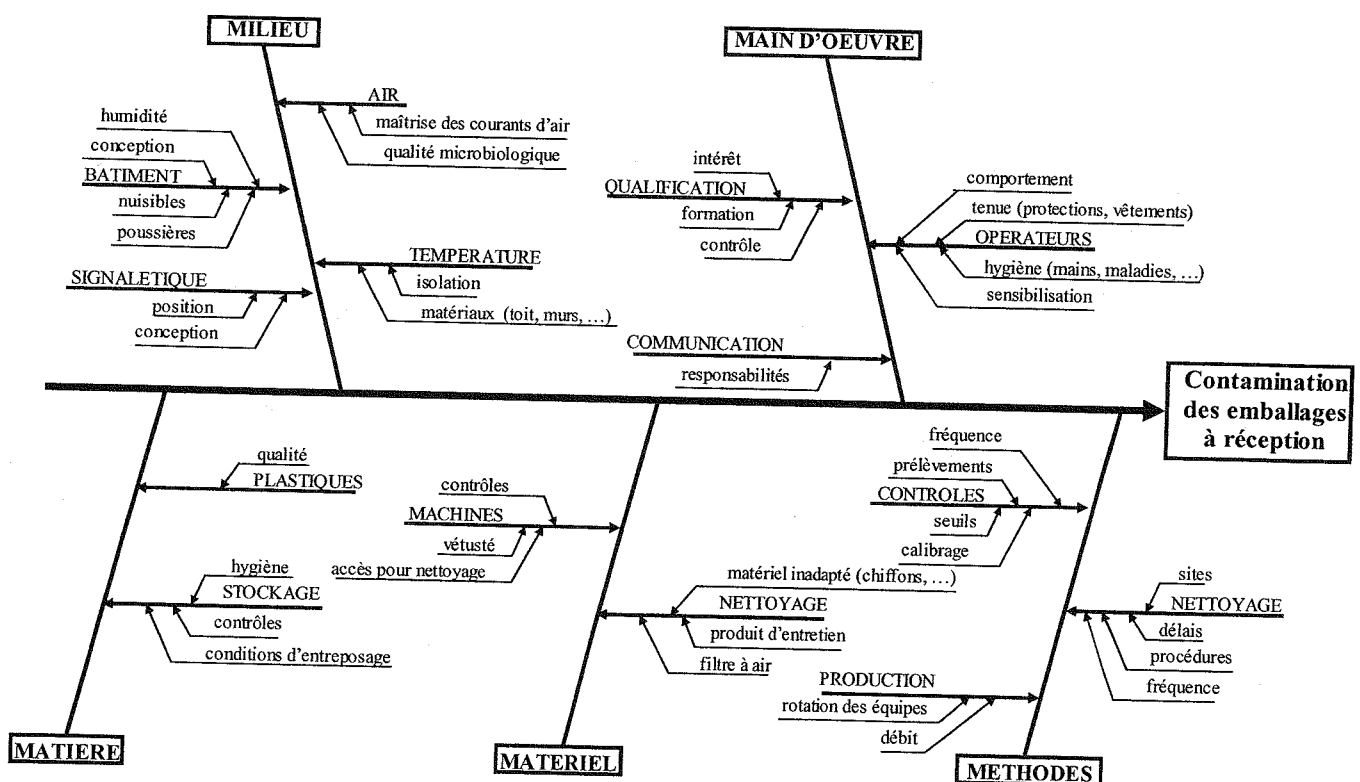 MILIEU
AIR
maîtrise des courants d'air
qualité microbiologique
humidité
conception
BATIMENT
nuisibles
poussières
TEMPERATURE
isolation
matériaux (toit, murs, …)
SIGNALETIQUE
position
conception
MAIN D'OEUVRE
intérêt
QUALIFICATION
formation
contrôle
comportement
tenue (protections, vêtements)
OPERATEURS
hygiène (mains, maladies, …)
sensibilisation
COMMUNICATION
responsabilités
Contamination
des emballages
à réception
qualité
PLASTIQUES
hygiène
STOCKAGE
contrôles
conditions d'entreposage
MATIERE
contrôles
MACHINES
vétusté
accès pour nettoyage
matériel inadapté (chiffons, …)
NETTOYAGE
produit d'entretien
filtre à air
MATERIEL
fréquence
prélèvements
CONTROLES
seuils
calibrage
sites
NETTOYAGE
délais
procédures
fréquence
PRODUCTION
rotation des équipes
débit
METHODES